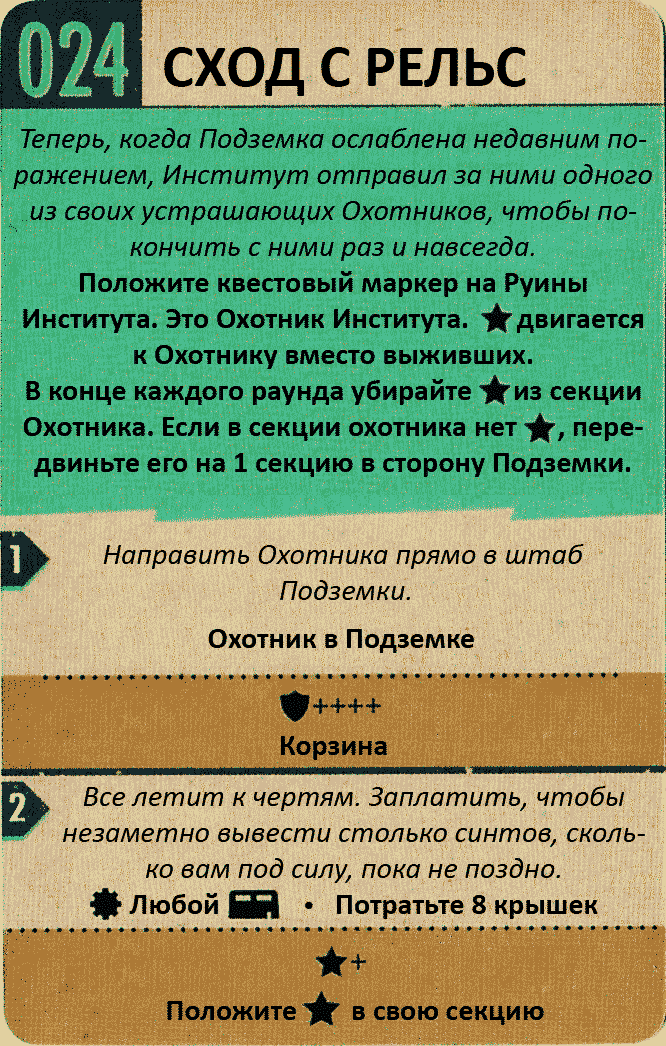 024
СХОД С РЕЛЬС
Теперь, когда Подземка ослаблена недавним по-
ражением, Институт отправил за ними одного
из своих устрашающих Охотников, чтобы по-
кончить с ними раз и навсегда.
Положите квестовый маркер на Руины
Института. Это Охотник Института. ★ двигается
к Охотнику вместо выживших.
В конце каждого раунда убирайте ★ из секции
Охотника. Если в секции охотника нет ★, пере-
двиньте его на 1 секцию в сторону Подземки.
1
Направить Охотника прямо в штаб
Подземки.
Охотник в Подземке
++++
Корзина
2
Все летит к чертям. Заплатить, чтобы
незаметно вывести столько синтов, сколь-
ко вам под силу, пока не поздно.
Любой • Потратьте 8 крышек
★+
Положите ★ в свою секцию